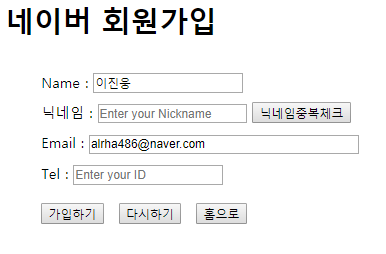 네이버 회원가입
Name : 이진웅
닉네임 : Enter your Nickname 닉네임중복체크
Email : alrha486@naver.com
Tel : Enter your ID
가입하기 다시하기 홈으로